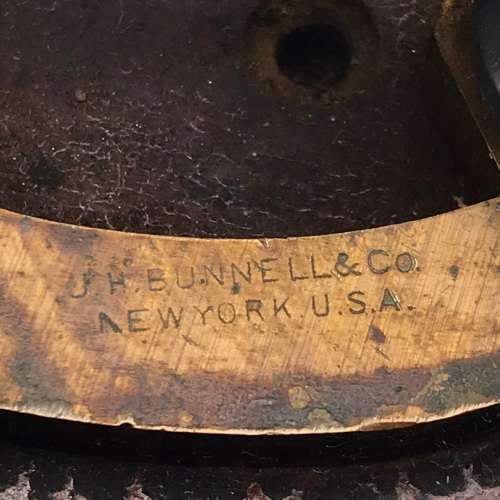 J.H. BUNNELL & CO.
NEW YORK. U.S.A.